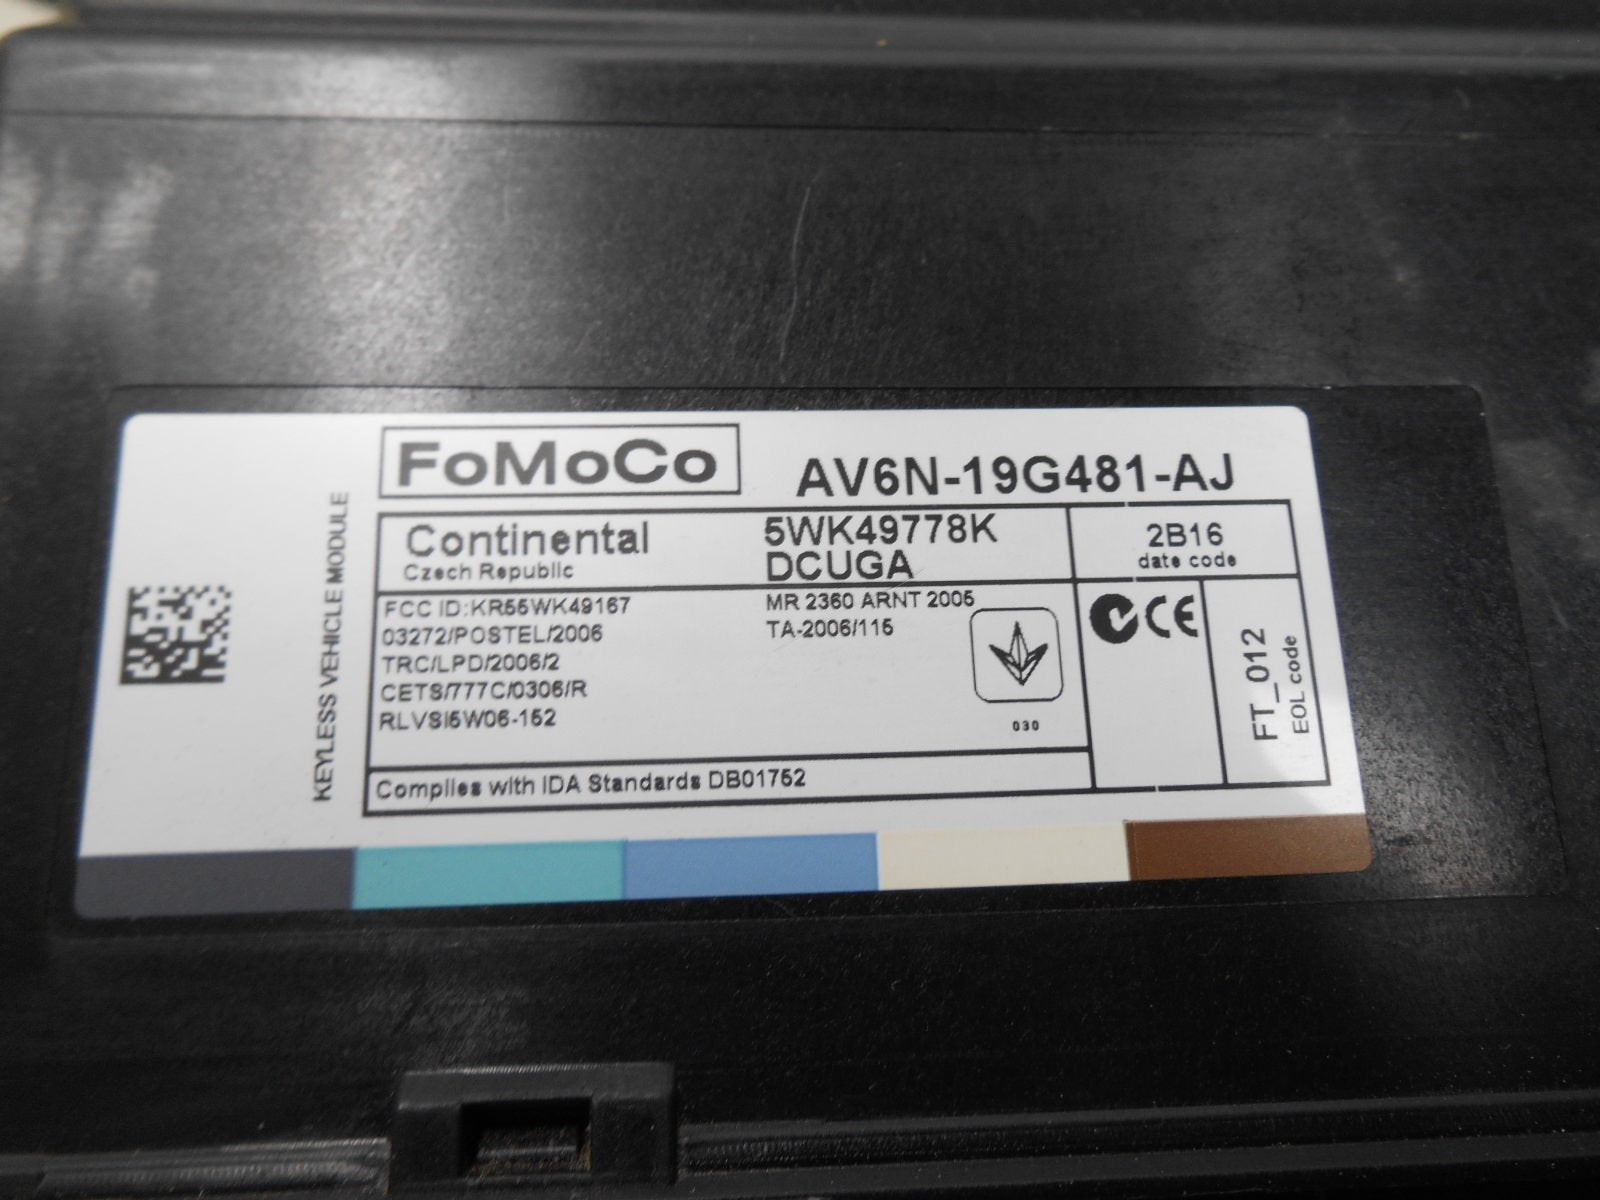 FoMoCo
AV6N-19G481-AJ
KEYLESS VEHICLE MODULE
Continental
Czech Republic
5WK49778K
DCUGA
2B16
date code
FCC ID:KR55WK49167
03272/POSTEL/2006
TRC/LPD/2006/2
CETS/777C/0306/R
RLVSI5W06-152
MR 2360 ARNT 2005
TA-2006/115
030
CE
FT_012
EOL code
Complies with IDA Standards DB01752